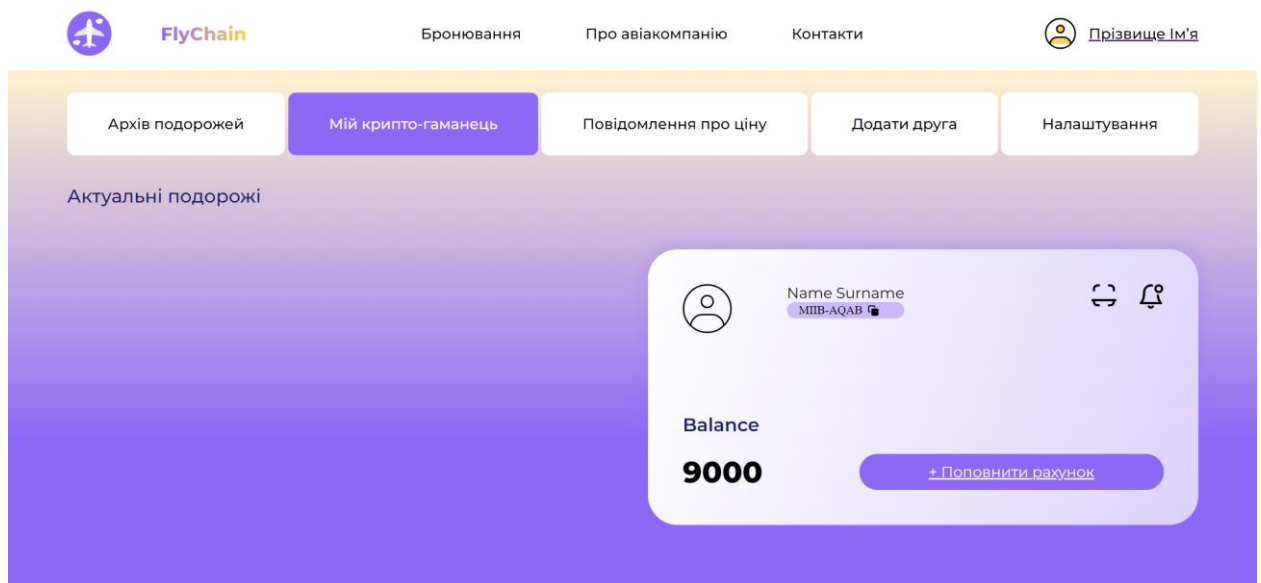 FlyChain
Бронювання
Про авіакомпанію
Контакти
Прізвище Ім’я
Архів подорожей
Мій крипто-гаманець
Повідомлення про ціну
Додати друга
Налаштування
Актуальні подорожі
Name Surname
MIIB-AQAB
Balance
9000
+ Поповнити рахунок